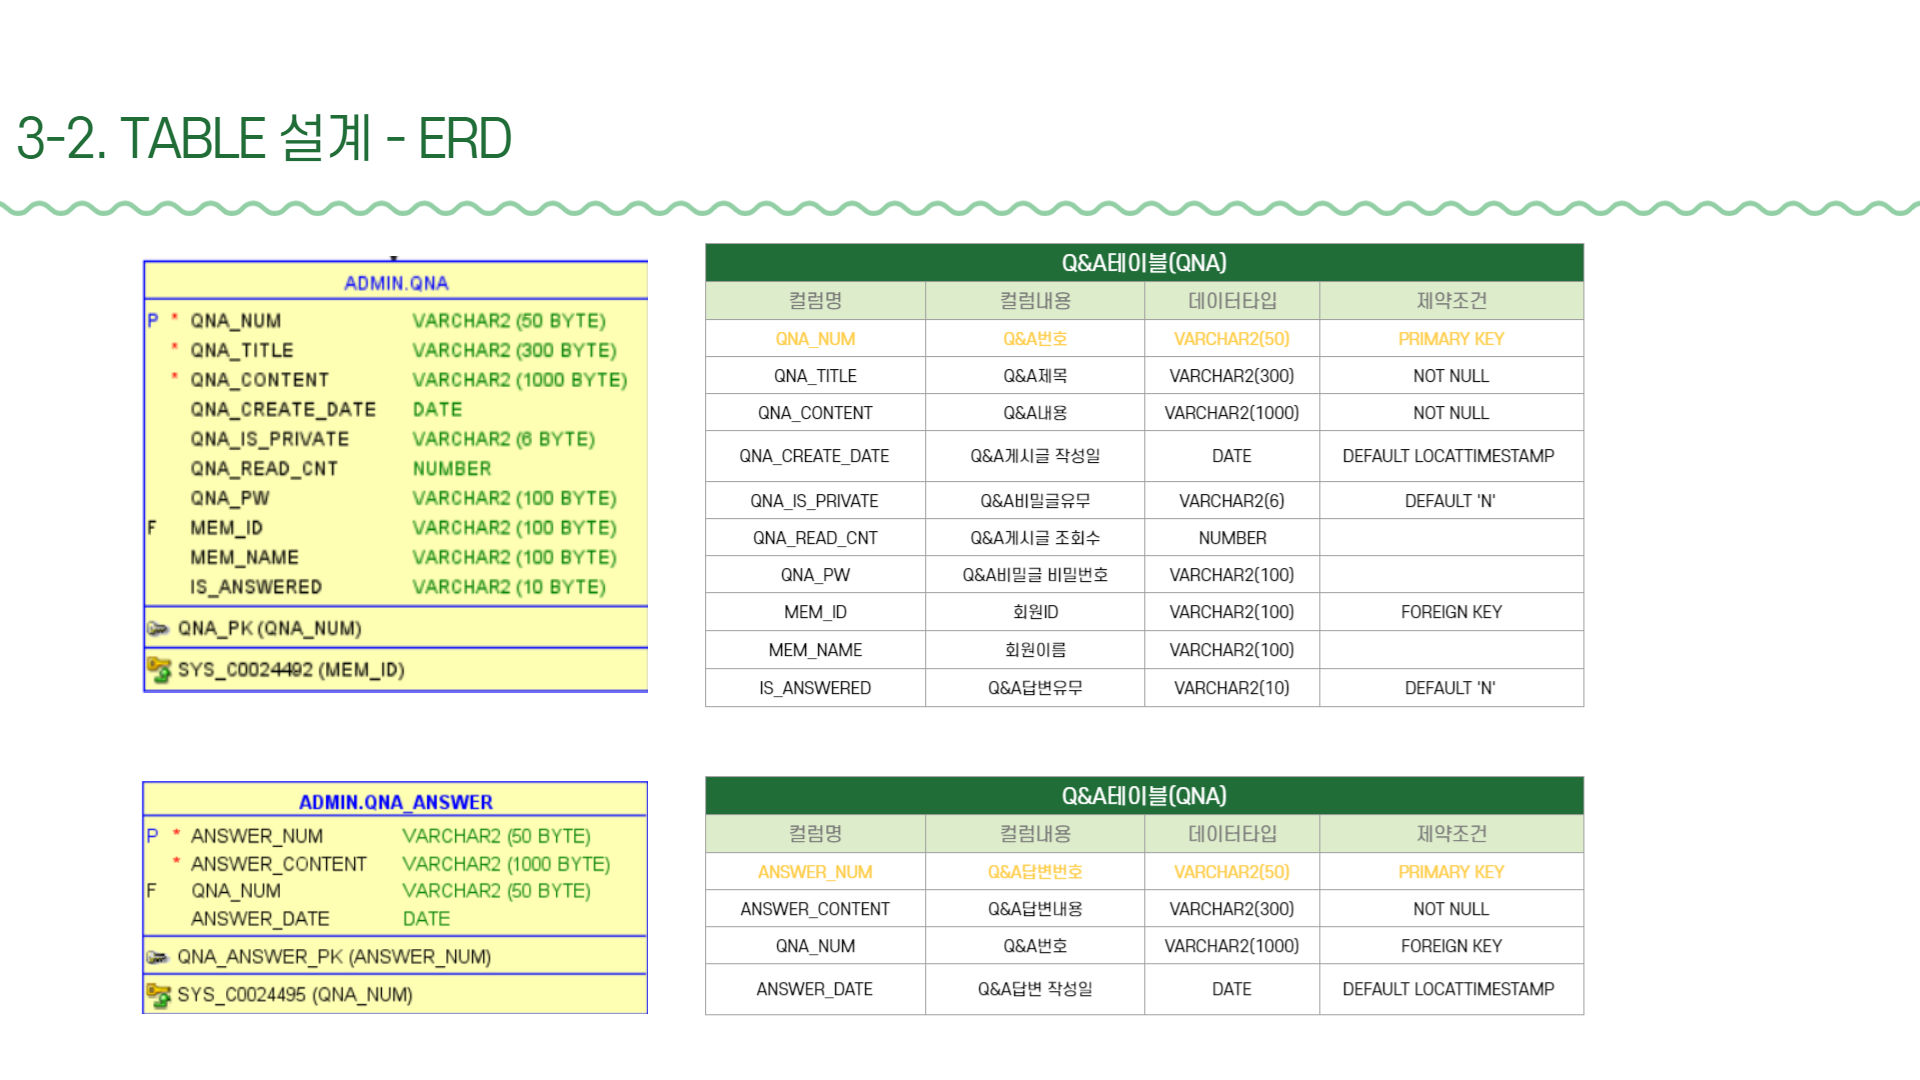 3-2. TABLE 설계 - ERD
ADMIN.QNA
P * QNA_NUM VARCHAR2 (50 BYTE)
* QNA_TITLE VARCHAR2 (300 BYTE)
* QNA_CONTENT VARCHAR2 (1000 BYTE)
QNA_CREATE_DATE DATE
QNA_IS_PRIVATE VARCHAR2 (6 BYTE)
QNA_READ_CNT NUMBER
QNA_PW VARCHAR2 (100 BYTE)
F MEM_ID VARCHAR2 (100 BYTE)
MEM_NAME VARCHAR2 (100 BYTE)
IS_ANSWERED VARCHAR2 (10 BYTE)
QNA_PK (QNA_NUM)
SYS_C0024492 (MEM_ID)
Q&A테이블(QNA)
컬럼명 컬럼내용 데이터타입 제약조건
QNA_NUM Q&A번호 VARCHAR2(50) PRIMARY KEY
QNA_TITLE Q&A제목 VARCHAR2(300) NOT NULL
QNA_CONTENT Q&A내용 VARCHAR2(1000) NOT NULL
QNA_CREATE_DATE Q&A게시글 작성일 DATE DEFAULT LOCATTIMESTAMP
QNA_IS_PRIVATE Q&A비밀글유무 VARCHAR2(6) DEFAULT 'N'
QNA_READ_CNT Q&A게시글 조회수 NUMBER
QNA_PW Q&A비밀글 비밀번호 VARCHAR2(100)
MEM_ID 회원ID VARCHAR2(100) FOREIGN KEY
MEM_NAME 회원이름 VARCHAR2(100)
IS_ANSWERED Q&A답변유무 VARCHAR2(10) DEFAULT 'N'
ADMIN.QNA_ANSWER
P * ANSWER_NUM VARCHAR2 (50 BYTE)
* ANSWER_CONTENT VARCHAR2 (1000 BYTE)
F QNA_NUM VARCHAR2 (50 BYTE)
ANSWER_DATE DATE
QNA_ANSWER_PK (ANSWER_NUM)
SYS_C0024495 (QNA_NUM)
Q&A테이블(QNA)
컬럼명 컬럼내용 데이터타입 제약조건
ANSWER_NUM Q&A답변번호 VARCHAR2(50) PRIMARY KEY
ANSWER_CONTENT Q&A답변내용 VARCHAR2(300) NOT NULL
QNA_NUM Q&A번호 VARCHAR2(1000) FOREIGN KEY
ANSWER_DATE Q&A답변 작성일 DATE DEFAULT LOCATTIMESTAMP